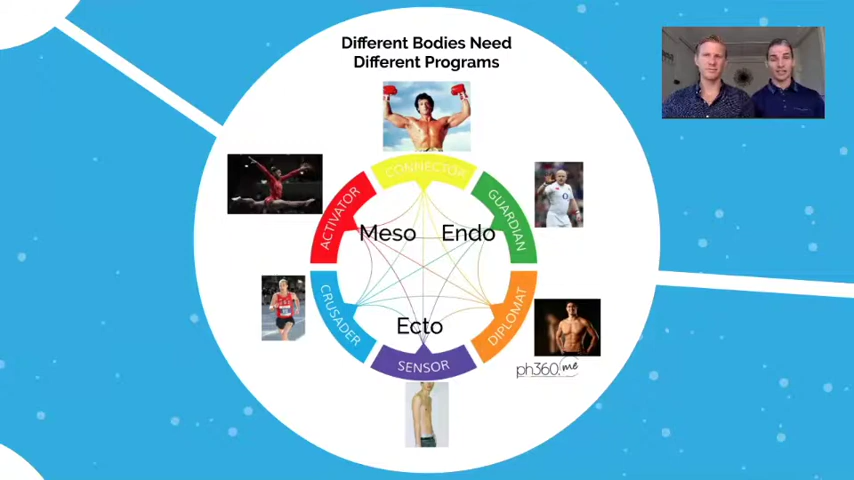 Different Bodies Need
Different Programs
CONNECTOR
ACTIVATOR
GUARDIAN
Meso
Endo
CRUSADER
DIPLOMAT
Ecto
SENSOR
ph360.me